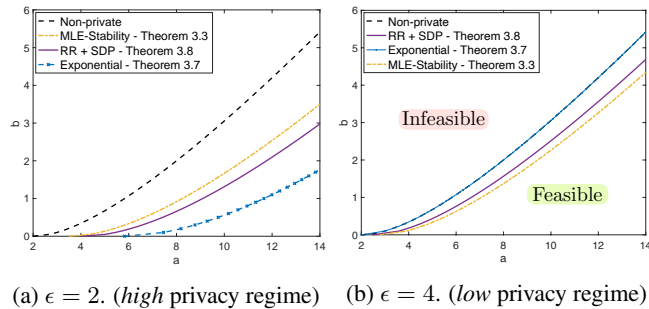 Non-private
MLE-Stability - Theorem 3.3
RR + SDP - Theorem 3.8
Exponential - Theorem 3.7
6
5
4
3
2
1
0
b
2 4 6 8 10 12 14
a
(a) ϵ = 2. (high privacy regime)
Non-private
RR + SDP - Theorem 3.8
Exponential - Theorem 3.7
MLE-Stability - Theorem 3.3
Infeasible
Feasible
6
5
4
3
2
1
0
b
2 4 6 8 10 12 14
a
(b) ϵ = 4. (low privacy regime)